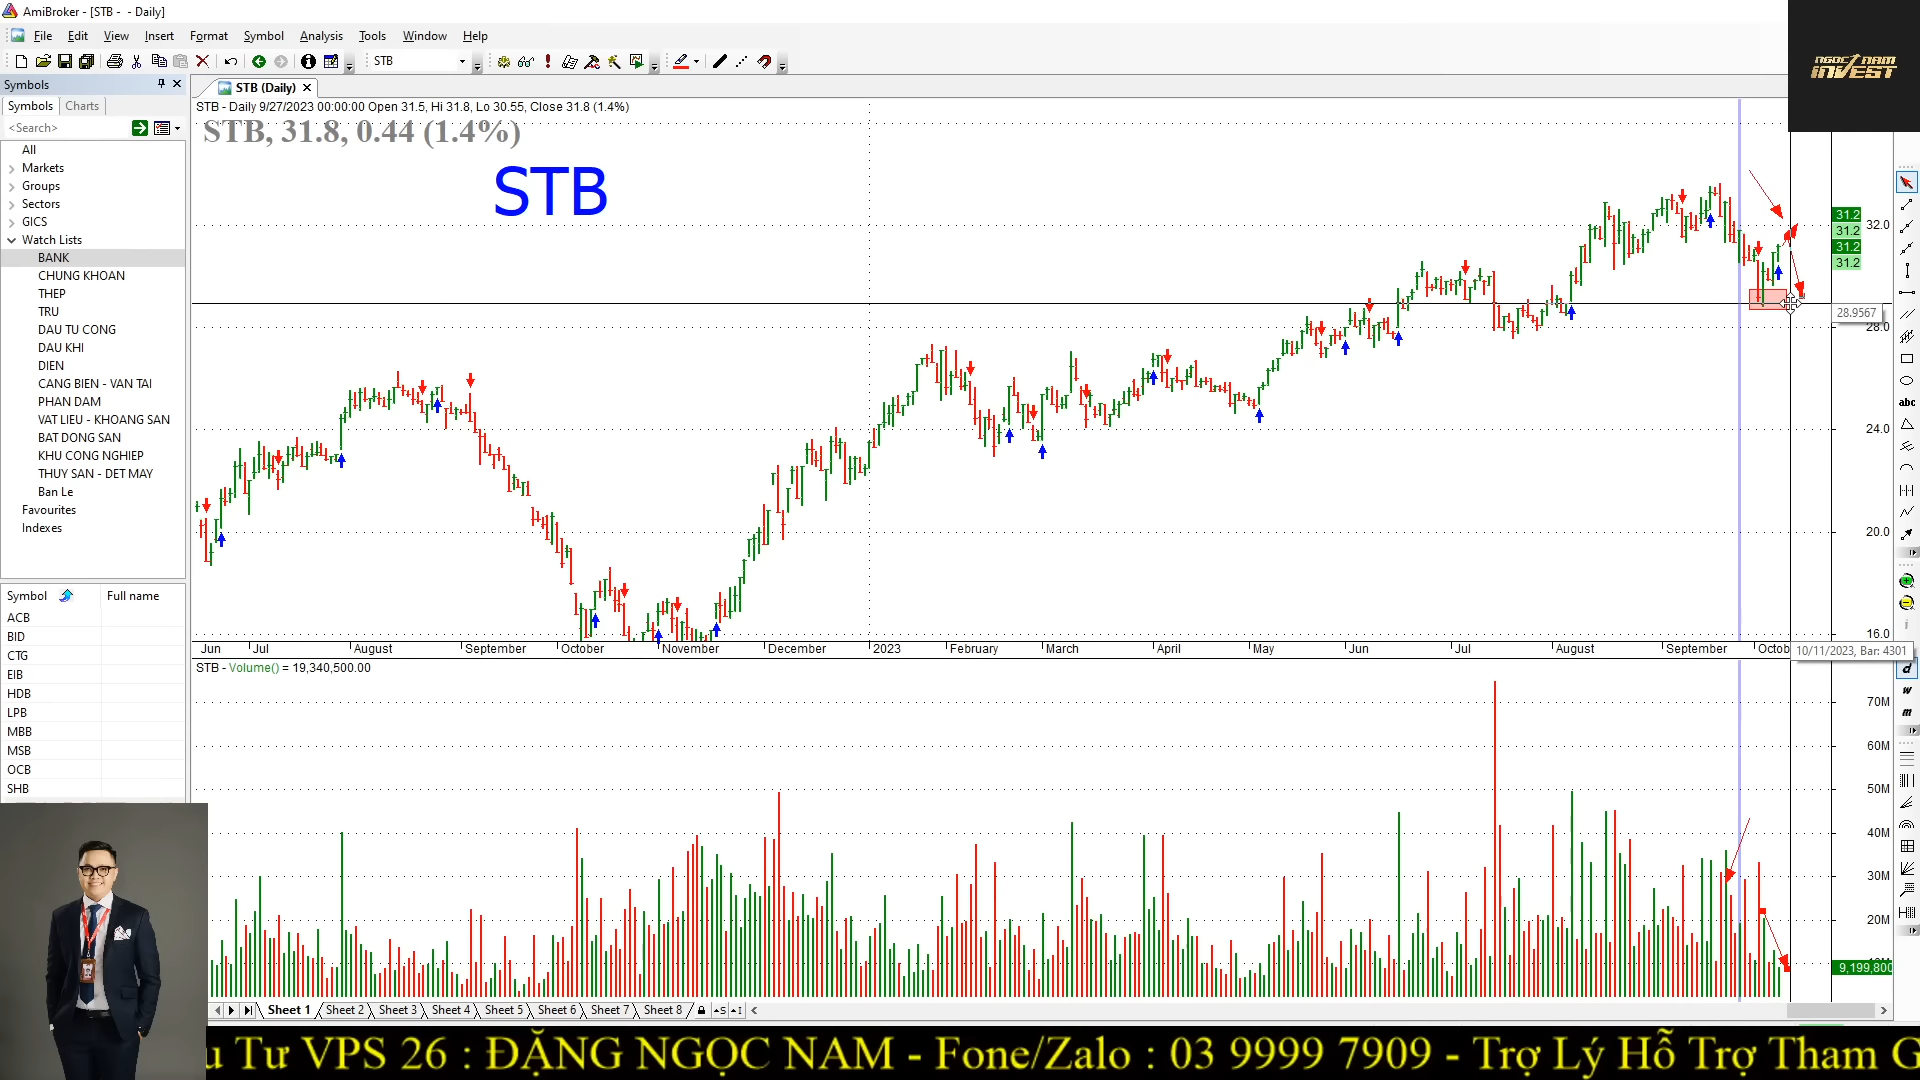 AmiBroker - [STB - - Daily]
File Edit View Insert Format Symbol Analysis Tools Window Help
STB
NGOC NAM
INVEST
Symbols
Symbols Charts
<Search>
All
Markets
Groups
Sectors
GICS
Watch Lists
BANK
CHUNG KHOAN
THEP
TRU
DAU TU CONG
DAU KHI
DIEN
CANG BIEN - VAN TAI
PHAN DAM
VAT LIEU - KHOANG SAN
BAT DONG SAN
KHU CONG NGHIEP
THUY SAN - DET MAY
Ban Le
Favourites
Indexes
Symbol Full name
ACB
BID
CTG
EIB
HDB
LPB
MBB
MSB
OCB
SHB
STB (Daily)
STB - Daily 9/27/2023 00:00:00 Open 31.5, Hi 31.8, Lo 30.55, Close 31.8 (1.4%)
STB, 31.8, 0.44 (1.4%)
STB
31.2
32.0
31.2
31.2
31.2
28.9567
28.0
24.0
20.0
16.0
Jun Jul August September October November December 2023 February March April May Jun Jul August September Octob
10/11/2023, Bar: 4301
STB - Volume() = 19,340,500.00
70M
60M
50M
40M
30M
20M
9,199,800
abc
d
w
m
Sheet 1 Sheet 2 Sheet 3 Sheet 4 Sheet 5 Sheet 6 Sheet 7 Sheet 8
u Tư VPS 26 : ĐẶNG NGỌC NAM - Fone/Zalo : 03 9999 7909 - Trợ Lý Hỗ Trợ Tham G